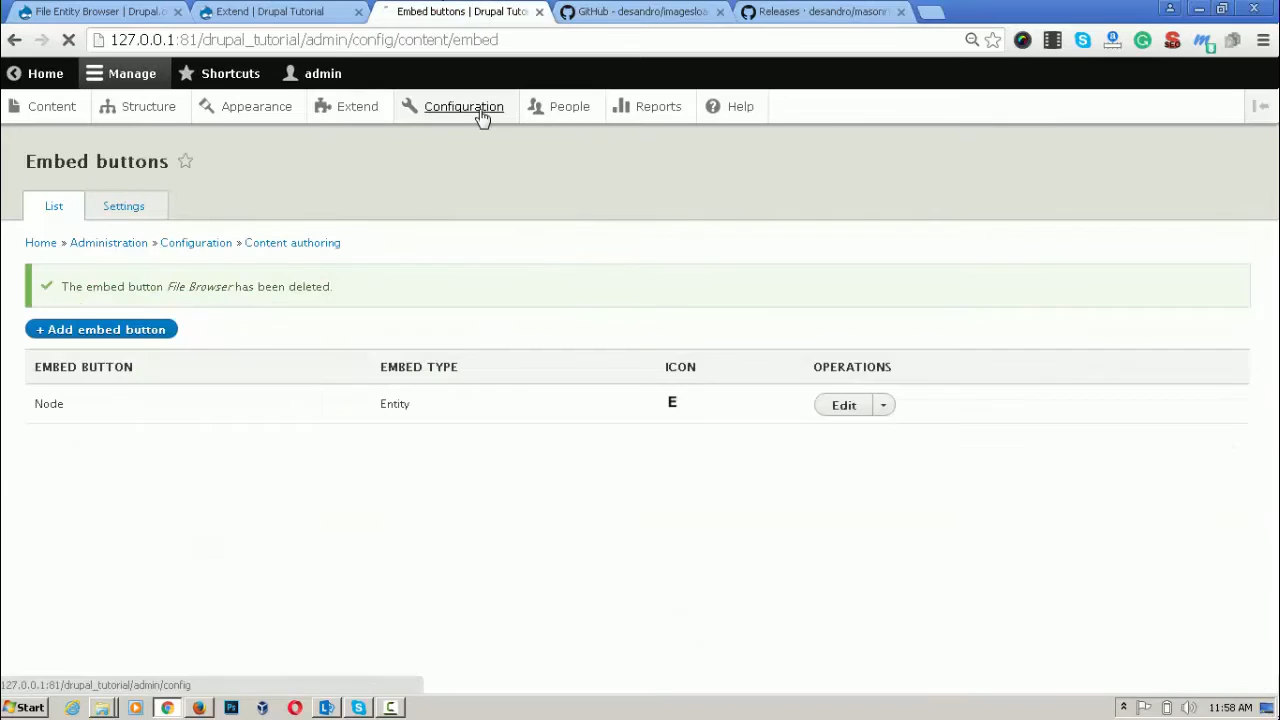 File Entity Browser | Drupal.o
Extend | Drupal Tutorial
Embed buttons | Drupal Tuto
GitHub - desandro/imageslo
Releases · desandro/mason
127.0.0.1:81/drupal_tutorial/admin/config/content/embed
Home
Manage
Shortcuts
admin
Content
Structure
Appearance
Extend
Configuration
People
Reports
Help
Embed buttons
List
Settings
Home » Administration » Configuration » Content authoring
The embed button File Browser has been deleted.
+ Add embed button
EMBED BUTTON EMBED TYPE ICON OPERATIONS
Node Entity E Edit
127.0.0.1:81/drupal_tutorial/admin/config
Start
11:58 AM